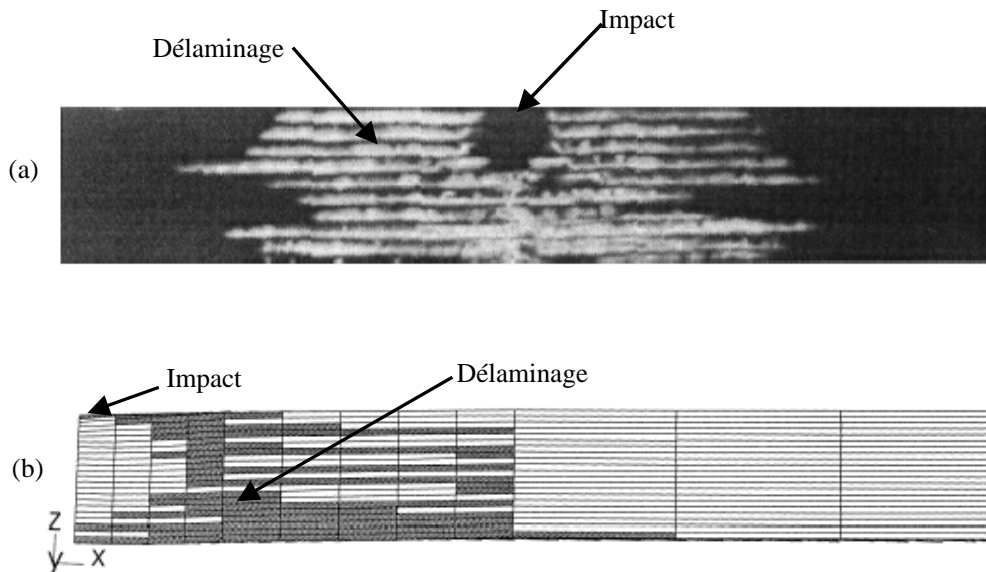 Impact
Délaminage
(a)
Impact
Délaminage
(b)
Z
Y
X